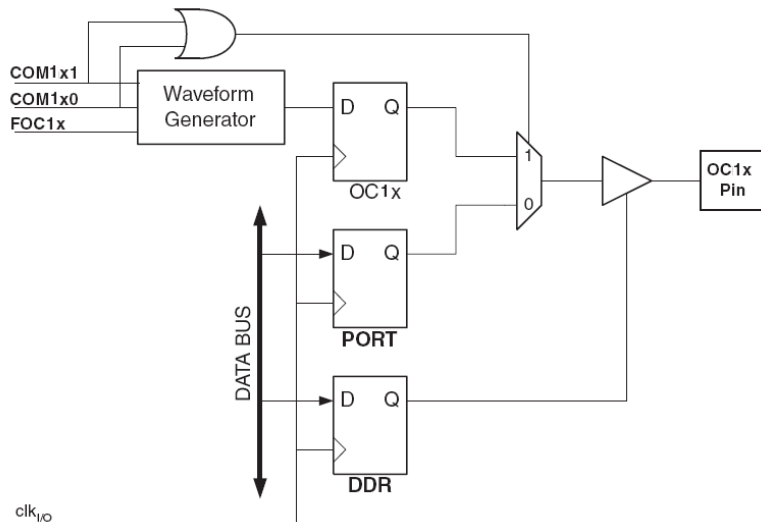 COM1x1
COM1x0
FOC1x
Waveform
Generator
D Q
OC1x
1
0
OC1x
Pin
D Q
PORT
DATA BUS
D Q
DDR
clkI/O